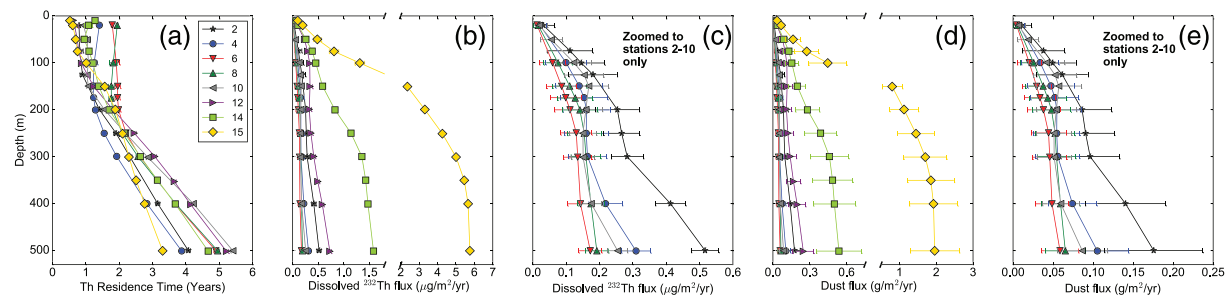 (a)
(b)
(c)
(d)
(e)
Zoomed to
stations 2-10
only
Zoomed to
stations 2-10
only
2
4
6
8
10
12
14
15
Depth (m)
0
100
200
300
400
500
0 1 2 3 4 5 6
Th Residence Time (Years)
0.0 0.5 1.0 1.5 2 3 4 5 6 7
Dissolved ²³²Th flux (μg/m²/yr)
0.0 0.1 0.2 0.3 0.4 0.5 0.6
Dissolved ²³²Th flux (μg/m²/yr)
0.0 0.3 0.6 0 1 2 3
Dust flux (g/m²/yr)
0.00 0.05 0.10 0.15 0.20 0.25
Dust flux (g/m²/yr)